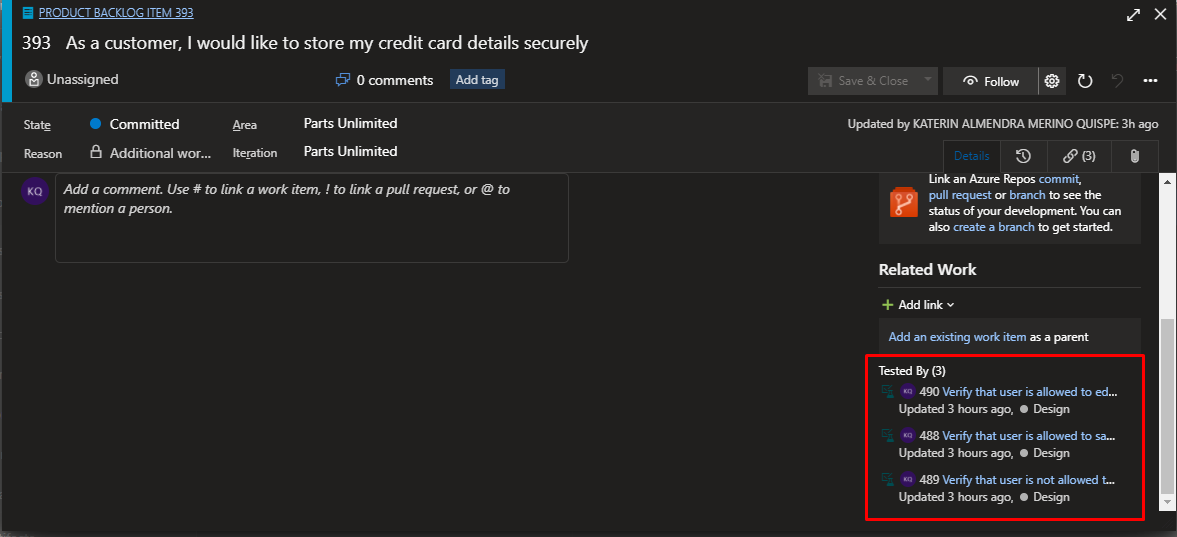 PRODUCT BACKLOG ITEM 393
393 As a customer, I would like to store my credit card details securely
Unassigned
0 comments
Add tag
Save & Close
Follow
State
Committed
Area
Parts Unlimited
Updated by KATERIN ALMENDRA MERINO QUISPE: 3h ago
Reason
Additional wor...
Iteration
Parts Unlimited
Details
(3)
KQ
Add a comment. Use # to link a work item, ! to link a pull request, or @ to
mention a person.
Link an Azure Repos commit,
pull request or branch to see the
status of your development. You can
also create a branch to get started.
Related Work
Add link
Add an existing work item as a parent
Tested By (3)
KQ 490 Verify that user is allowed to ed...
Updated 3 hours ago, Design
KQ 488 Verify that user is allowed to sa...
Updated 3 hours ago, Design
KQ 489 Verify that user is not allowed t...
Updated 3 hours ago, Design